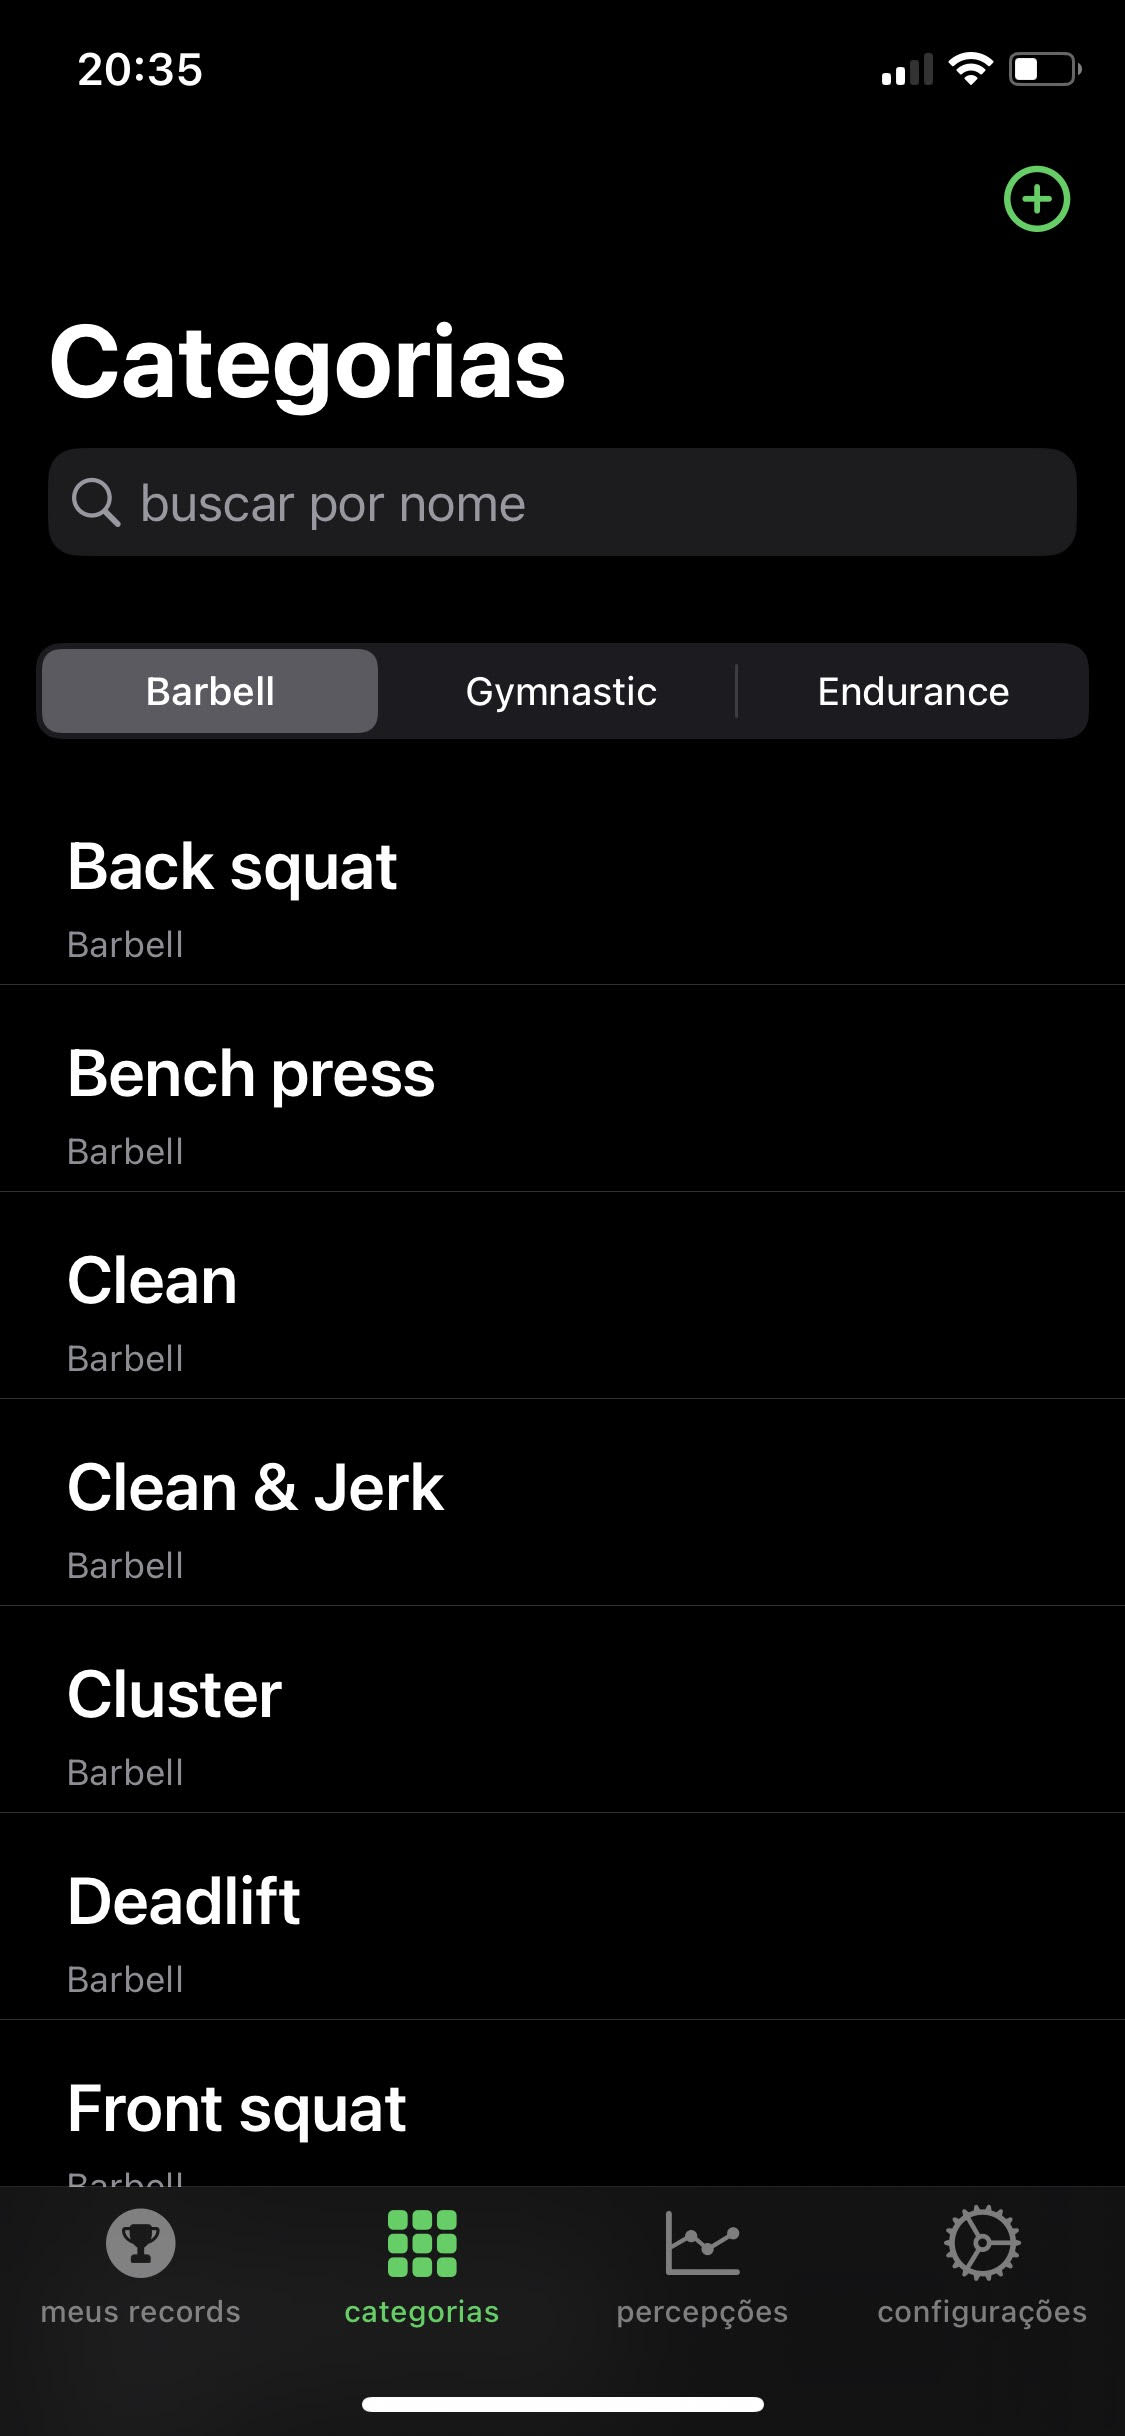 20:35
Categorias
buscar por nome
Barbell Gymnastic Endurance
Back squat
Barbell
Bench press
Barbell
Clean
Barbell
Clean & Jerk
Barbell
Cluster
Barbell
Deadlift
Barbell
Front squat
Barbell
meus records categorias percepções configurações